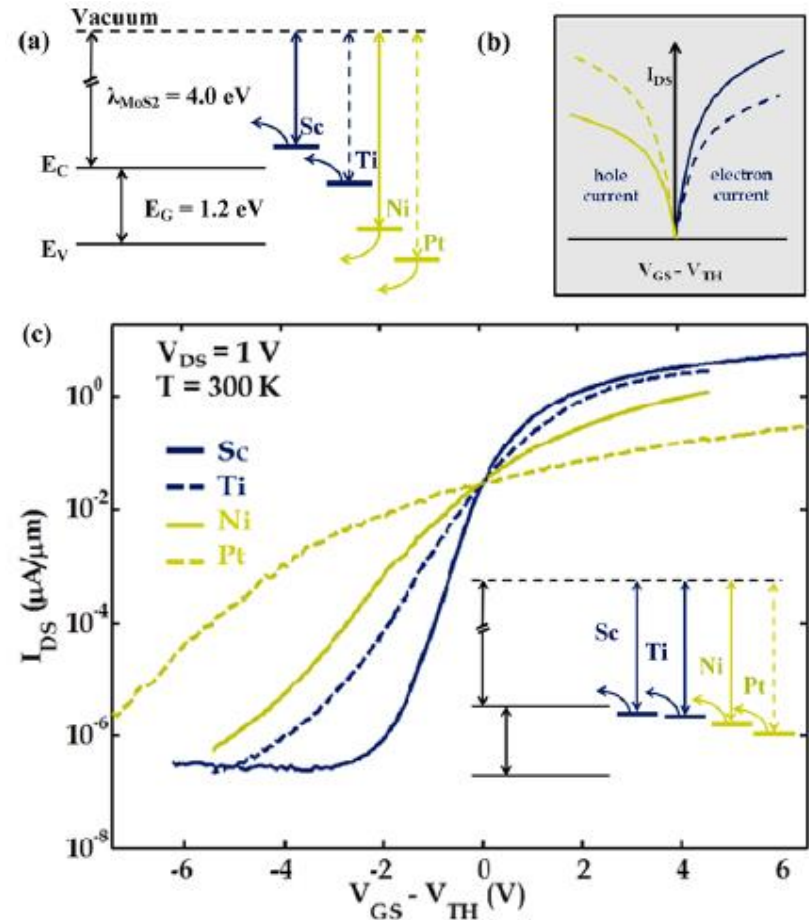 (a)
Vacuum
λMoS2 = 4.0 eV
Sc
Ti
EC
EG = 1.2 eV
Ni
EV
Pt
(b)
IDS
hole
current
electron
current
VGS - VTH
(c)
VDS = 1 V
T = 300 K
Sc
Ti
Ni
Pt
IDS (μA/μm)
10^0
10^-2
10^-4
10^-6
10^-8
Sc
Ti
Ni
Pt
-6 -4 -2 0 2 4 6
VGS - VTH (V)